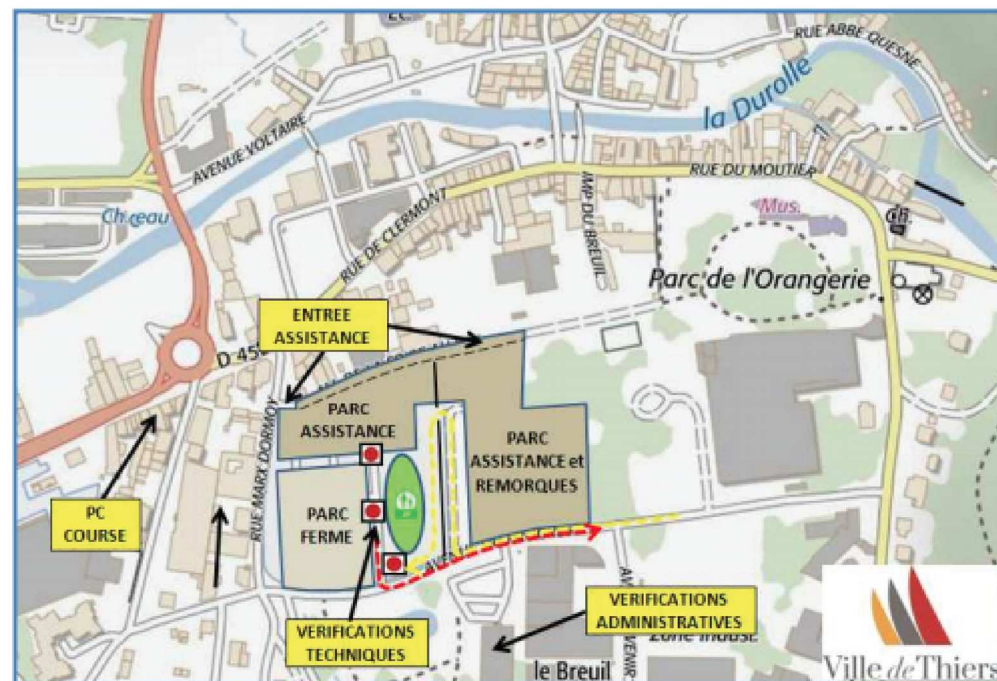 RUE ABBE QUESNE
la Durolle
AVENUE VOLTAIRE
RUE DU MOUTIER
IMP DU BREUIL
Mus.
RUE DE CLERMONT
Parc de l'Orangerie
ENTREE
ASSISTANCE
D 45
PARC
ASSISTANCE
PARC
ASSISTANCE et
REMORQUES
RUE MARX DORMOY
PC
COURSE
PARC
FERME
VERIFICATIONS
TECHNIQUES
VERIFICATIONS
ADMINISTRATIVES
le Breuil
Ville de Thiers